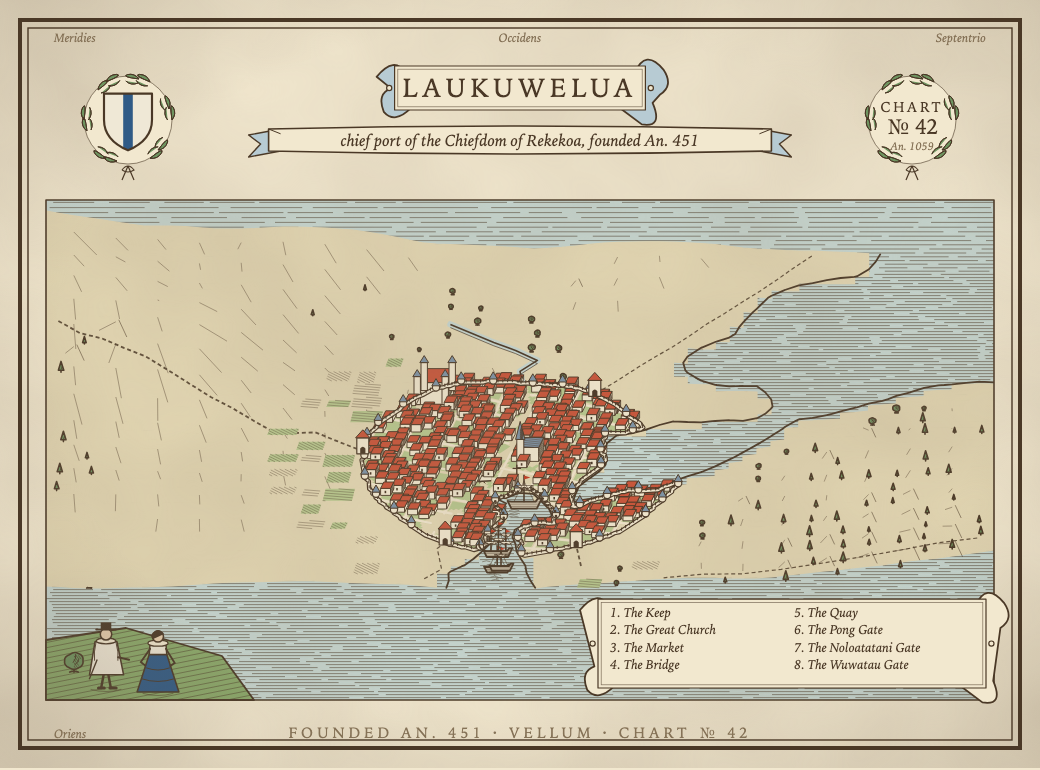 Meridies
Occidens
Septentrio
LAUKUWELUA
chief port of the Chiefdom of Rekekoa, founded An. 451
CHART
№ 42
An. 1059
1. The Keep
2. The Great Church
3. The Market
4. The Bridge
5. The Quay
6. The Pong Gate
7. The Noloatatani Gate
8. The Wuwatau Gate
Oriens
FOUNDED AN. 451 · VELLUM · CHART № 42